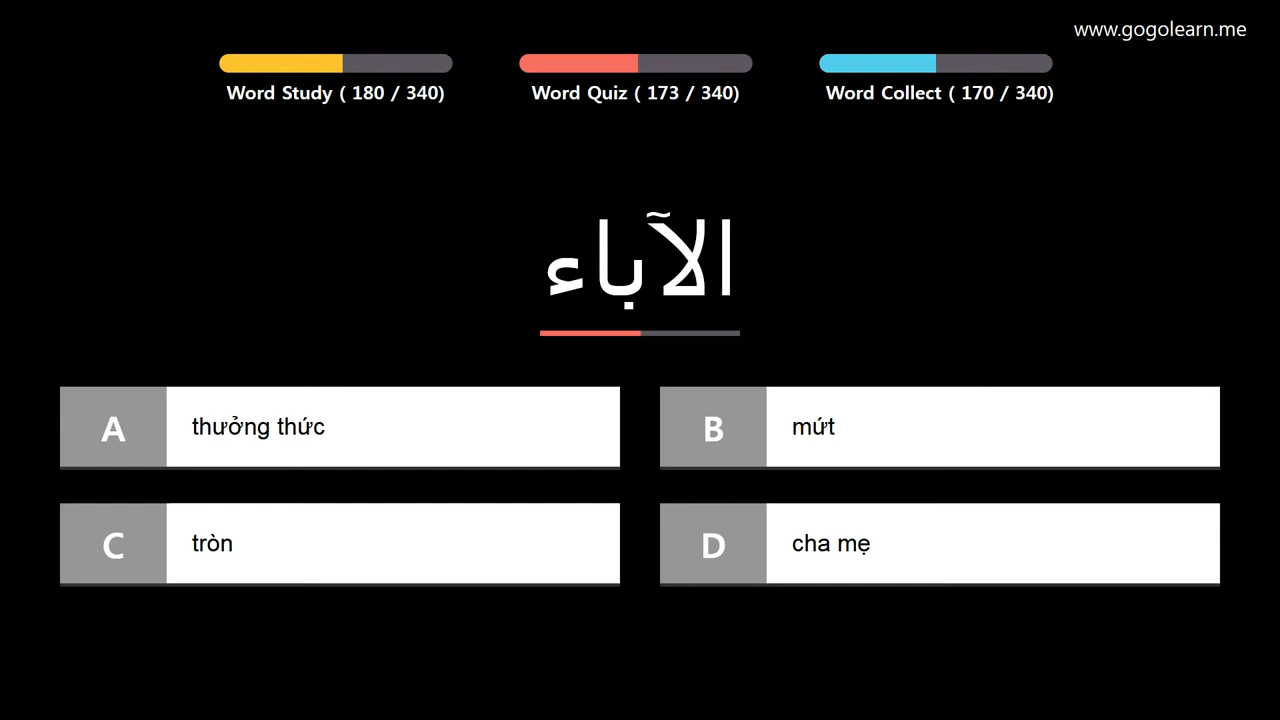 www.gogolearn.me
Word Study ( 180 / 340)
Word Quiz ( 173 / 340)
Word Collect ( 170 / 340)
الآباء
A thưởng thức
B mứt
C tròn
D cha mẹ